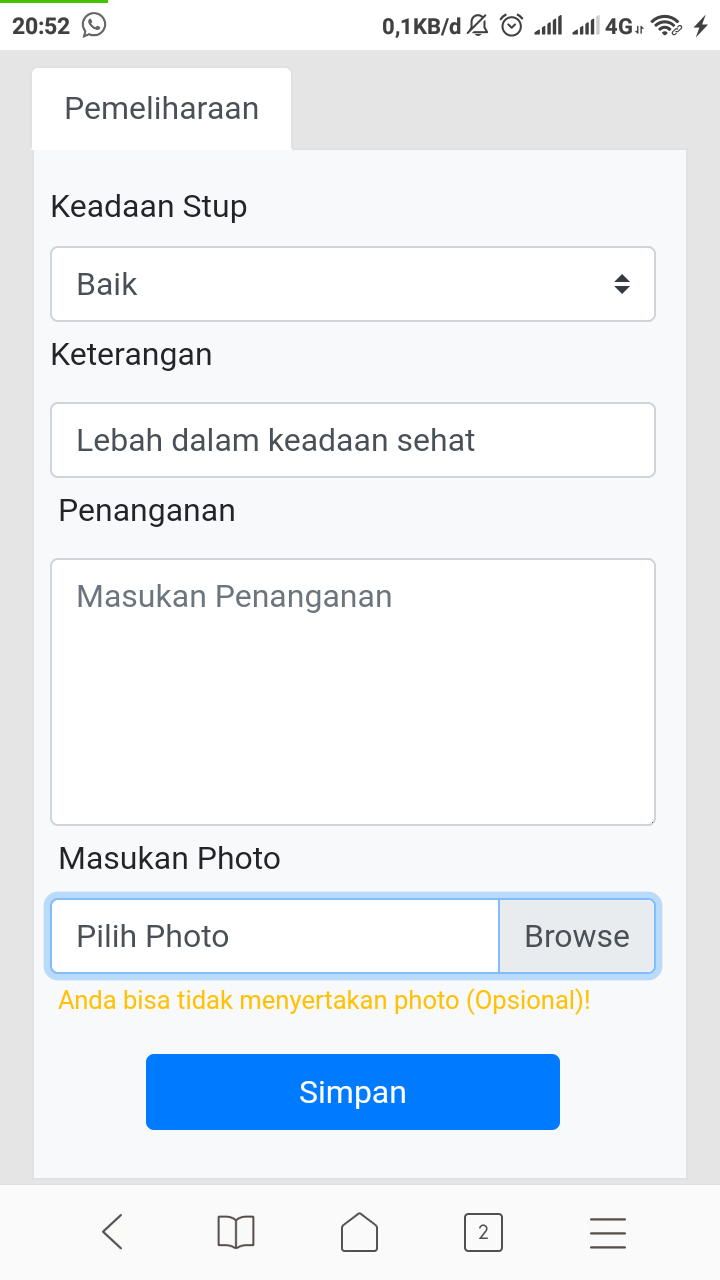 20:52 0,1KB/d 4G
Pemeliharaan
Keadaan Stup
Baik
Keterangan
Lebah dalam keadaan sehat
Penanganan
Masukan Penanganan
Masukan Photo
Pilih Photo Browse
Anda bisa tidak menyertakan photo (Opsional)!
Simpan
2